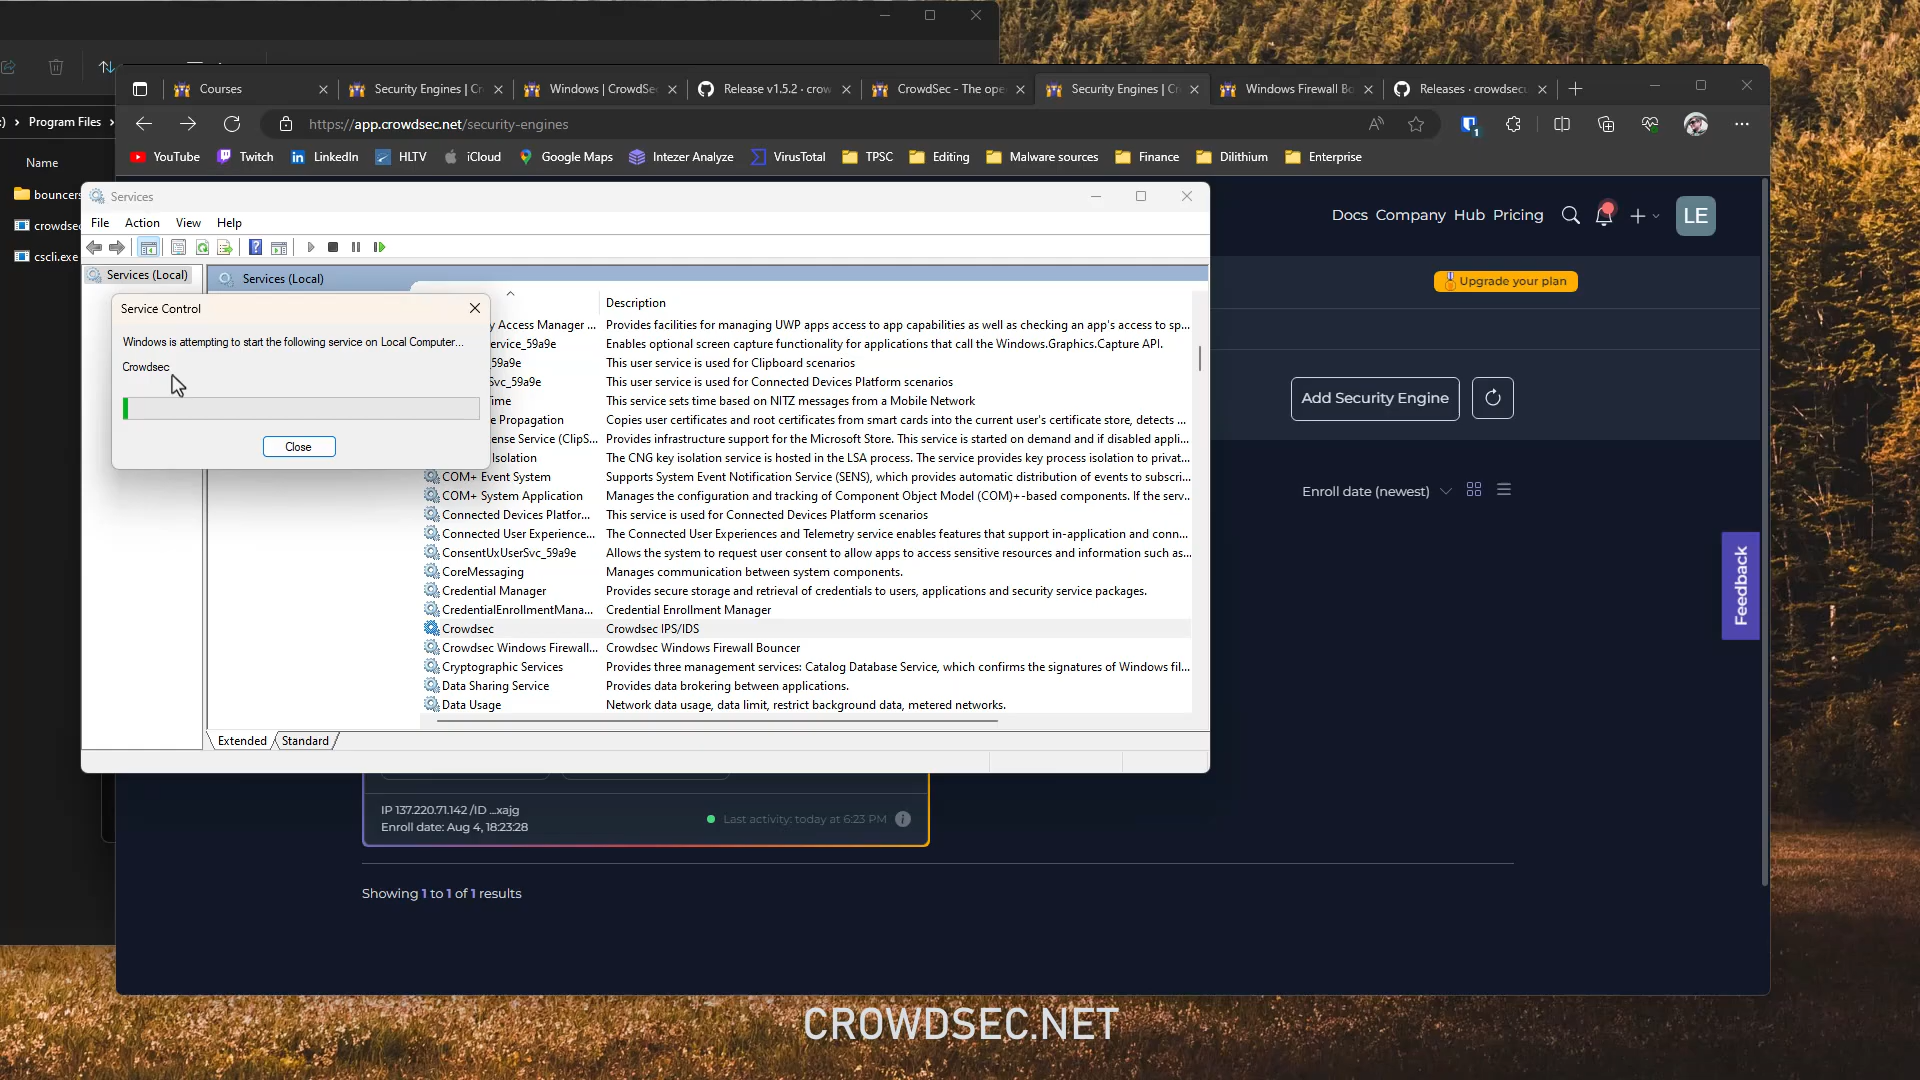 Courses
Security Engines | Cr
Windows | CrowdSe
Release v1.5.2 · crow
CrowdSec - The ope
Security Engines | Cr
Windows Firewall Bo
Releases · crowdsecu
Program Files
https://app.crowdsec.net/security-engines
YouTube
Twitch
LinkedIn
HLTV
iCloud
Google Maps
Intezer Analyze
VirusTotal
TPSC
Editing
Malware sources
Finance
Dilithium
Enterprise
Name
bouncers
crowdsec
cscli.exe
Services
File Action View Help
Docs Company Hub Pricing
LE
Services (Local)
Services (Local)
Upgrade your plan
Service Control
Windows is attempting to start the following service on Local Computer...
Crowdsec
Close
Description
y Access Manager ... Provides facilities for managing UWP apps access to app capabilities as well as checking an app's access to sp...
ervice_59a9e Enables optional screen capture functionality for applications that call the Windows.Graphics.Capture API.
59a9e This user service is used for Clipboard scenarios
Svc_59a9e This user service is used for Connected Devices Platform scenarios
ime This service sets time based on NITZ messages from a Mobile Network
e Propagation Copies user certificates and root certificates from smart cards into the current user's certificate store, detects ...
ense Service (ClipS... Provides infrastructure support for the Microsoft Store. This service is started on demand and if disabled appli...
solation The CNG key isolation service is hosted in the LSA process. The service provides key process isolation to privat...
COM+ Event System Supports System Event Notification Service (SENS), which provides automatic distribution of events to subscri...
COM+ System Application Manages the configuration and tracking of Component Object Model (COM)+-based components. If the serv...
Connected Devices Platfor... This service is used for Connected Devices Platform scenarios
Connected User Experience... The Connected User Experiences and Telemetry service enables features that support in-application and conn...
ConsentUxUserSvc_59a9e Allows the system to request user consent to allow apps to access sensitive resources and information such as...
CoreMessaging Manages communication between system components.
Credential Manager Provides secure storage and retrieval of credentials to users, applications and security service packages.
CredentialEnrollmentMana... Credential Enrollment Manager
Crowdsec Crowdsec IPS/IDS
Crowdsec Windows Firewall... Crowdsec Windows Firewall Bouncer
Cryptographic Services Provides three management services: Catalog Database Service, which confirms the signatures of Windows fil...
Data Sharing Service Provides data brokering between applications.
Data Usage Network data usage, data limit, restrict background data, metered networks.
Extended
Standard
Add Security Engine
Enroll date (newest)
Feedback
IP 137.220.71.142 /ID ...xajg
Enroll date: Aug 4, 18:23:28
Last activity: today at 6:23 PM
Showing 1 to 1 of 1 results
CROWDSEC.NET